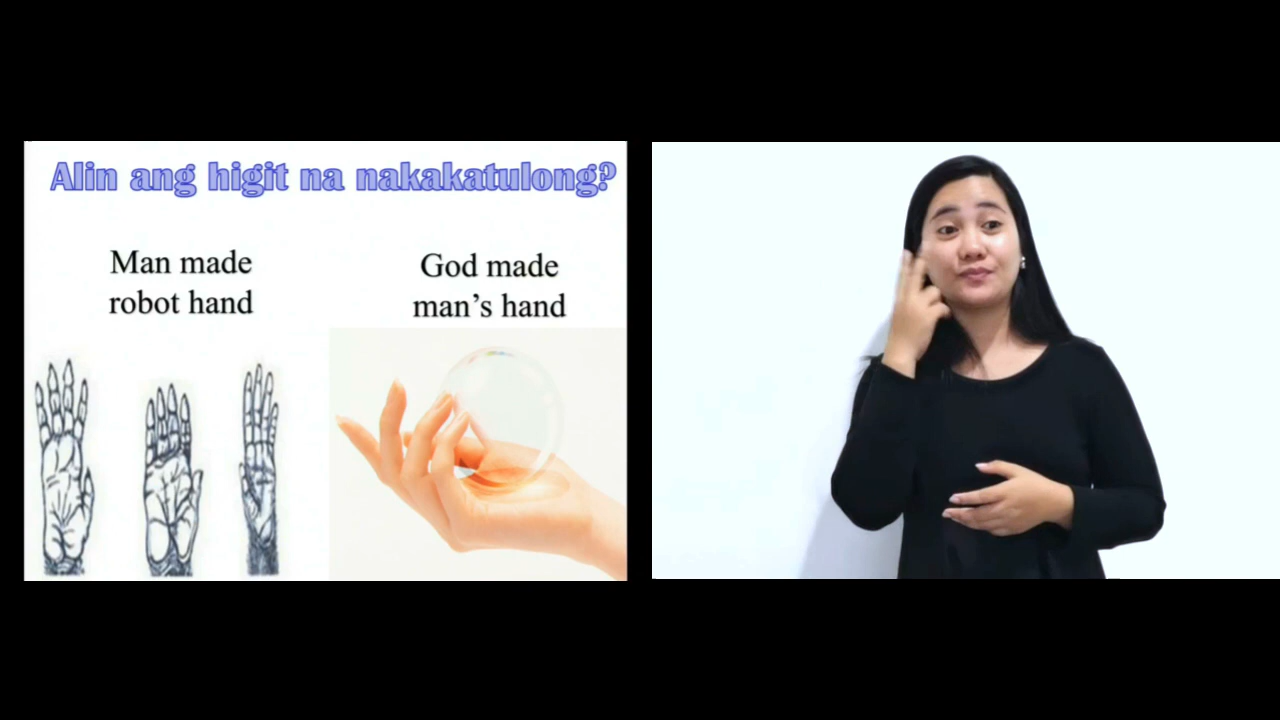 Alin ang higit na nakakatulong?
Man made
robot hand
God made
man's hand